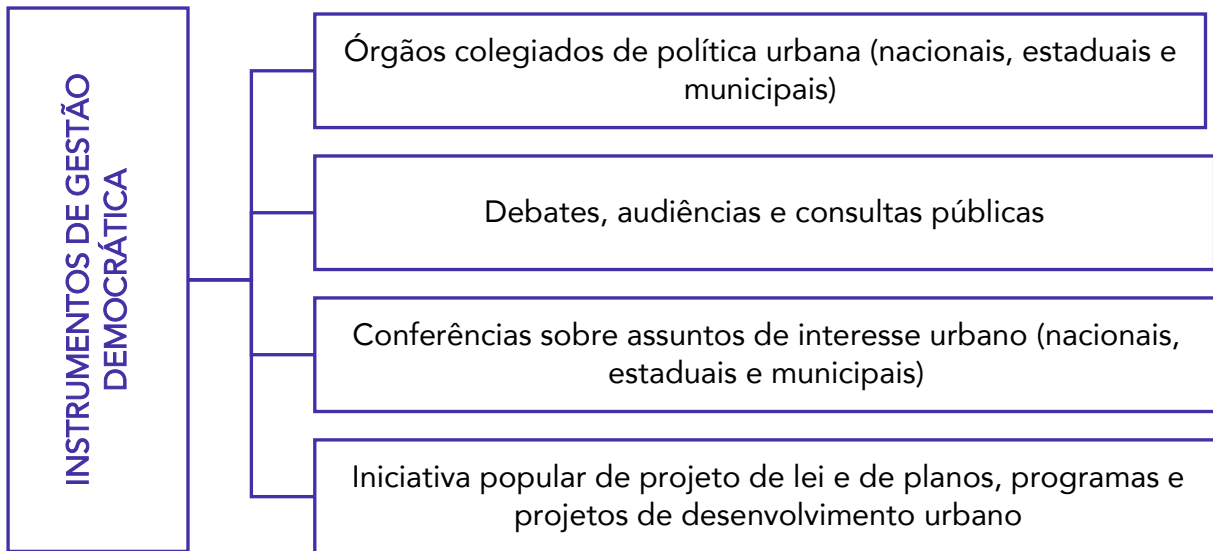 INSTRUMENTOS DE GESTÃO
DEMOCRÁTICA
Órgãos colegiados de política urbana (nacionais, estaduais e
municipais)
Debates, audiências e consultas públicas
Conferências sobre assuntos de interesse urbano (nacionais,
estaduais e municipais)
Iniciativa popular de projeto de lei e de planos, programas e
projetos de desenvolvimento urbano